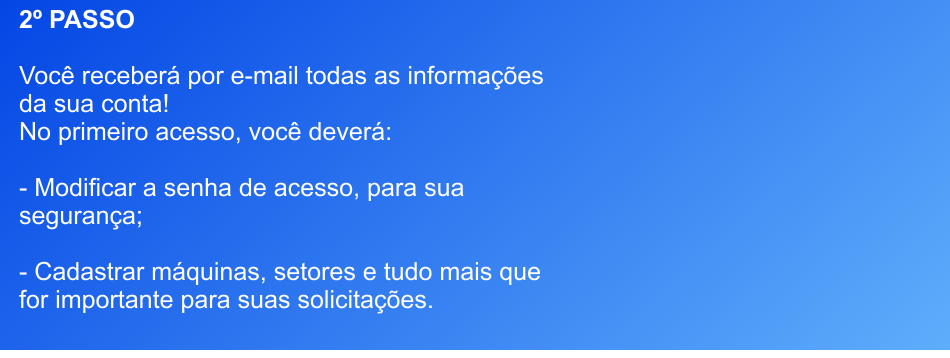 2º PASSO
Você receberá por e-mail todas as informações
da sua conta!
No primeiro acesso, você deverá:
- Modificar a senha de acesso, para sua
segurança;
- Cadastrar máquinas, setores e tudo mais que
for importante para suas solicitações.